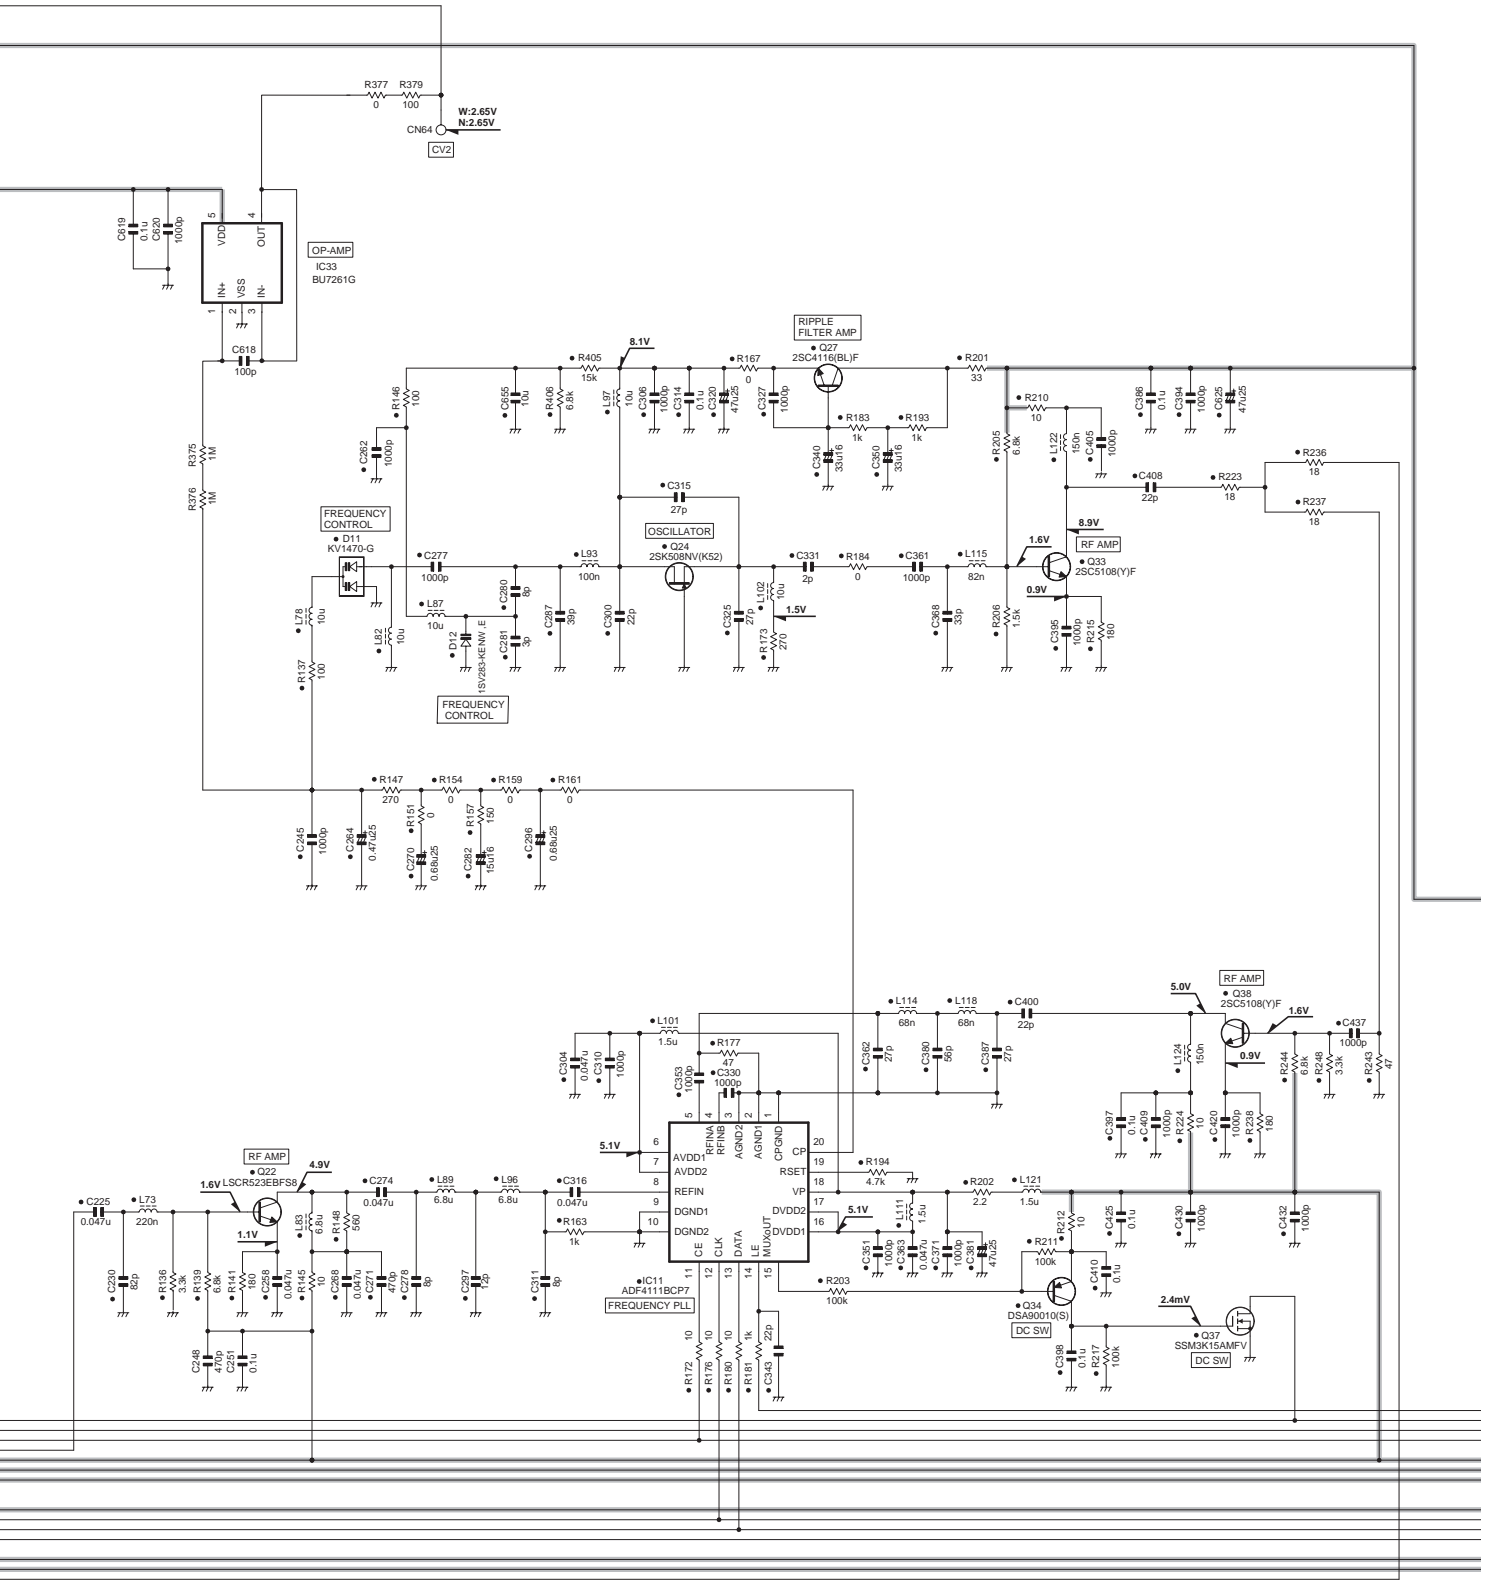 R377 R379
0 100
W:2.65V
N:2.65V
CN64
CV2
C619
0.1u
C620
1000p
5
4
VDD
OUT
OP-AMP
IC33
BU7261G
IN+
VSS
IN-
1
2
3
C618
100p
RIPPLE
FILTER AMP
Q27
2SC4116(BL)F
8.1V
R405
15k
R167
0
R201
33
R146
100
C655
10u
R406
6.8k
L97
10u
C306
1000p
C314
0.1u
C320
47u25
C327
1000p
R183
1k
R193
1k
R210
10
C386
0.1u
C394
1000p
C625
47u25
R375
1M
R376
1M
C262
1000p
C340
33u16
C350
33u16
R205
6.8k
L122
150n
C405
1000p
R236
18
C408
22p
R223
18
R237
18
C315
27p
FREQUENCY
CONTROL
D11
KV1470-G
OSCILLATOR
Q24
2SK508NV(K52)
8.9V
1.6V
RF AMP
Q33
2SC5108(Y)F
C277
1000p
L93
100n
C331
2p
R184
0
C361
1000p
L115
82n
0.9V
L78
10u
L82
10u
L87
10u
C280
8p
C287
39p
C300
22p
C325
27p
L102
10u
1.5V
C368
33p
R206
1.5k
C395
1000p
R215
180
R137
100
D12
1SV283-KENW ,E
C281
3p
R173
270
FREQUENCY
CONTROL
R147
270
R154
0
R159
0
R161
0
R151
0
R157
150
C245
1000p
C264
0.47u25
C270
0.68u25
C282
15u16
C296
0.68u25
RF AMP
Q38
2SC5108(Y)F
5.0V
1.6V
L114
68n
L118
68n
C400
22p
C437
1000p
L101
1.5u
C304
0.047u
C310
1000p
R177
47
C330
1000p
C353
1000p
C362
27p
C380
56p
C387
27p
L124
150n
0.9V
R244
6.8k
R248
3.3k
R243
47
C397
0.1u
C409
1000p
R224
10
C420
1000p
R238
180
5
4
3
2
1
RFINA
RFINB
AGND2
AGND1
CPGND
5.1V
6 AVDD1
7 AVDD2
8 REFIN
9 DGND1
10 DGND2
20 CP
19 RSET
18 VP
17 DVDD2
16 DVDD1
CE
CLK
DATA
LE
MUXoUT
11
12
13
14
15
IC11
ADF4111BCP7
FREQUENCY PLL
R194
4.7k
R202
2.2
L121
1.5u
5.1V
L111
1.5u
C351
1000p
C363
0.047u
C371
1000p
C381
47u25
R212
10
C425
0.1u
C430
1000p
C432
1000p
R211
100k
C410
0.1u
R203
100k
Q34
DSA90010(S)
DC SW
2.4mV
Q37
SSM3K15AMFV
DC SW
C398
0.1u
R217
100k
RF AMP
Q22
LSCR523EBFS8
4.9V
1.6V
C225
0.047u
L73
220n
C274
0.047u
L89
6.8u
L96
6.8u
C316
0.047u
R163
1k
1.1V
L83
6.8u
R148
560
C230
82p
R136
3.3k
R139
6.8k
R141
180
C258
0.047u
R145
10
C268
0.047u
C271
470p
C278
8p
C297
12p
C311
8p
C248
470p
C251
0.1u
R172
10
R176
10
R180
10
R181
1k
C343
22p